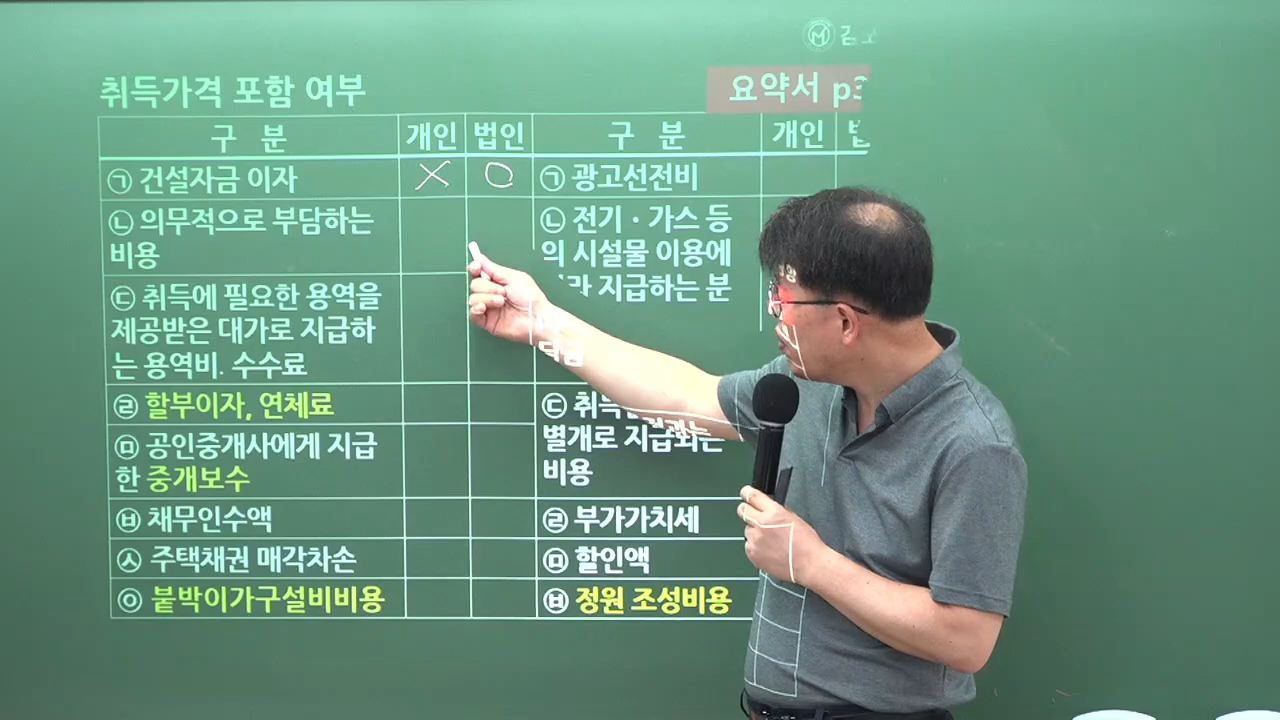 취득가격 포함 여부
요약서 p3
구 분 개인 법인
㉠ 건설자금 이자 X O
㉡ 의무적으로 부담하는
비용
㉢ 취득에 필요한 용역을
제공받은 대가로 지급하
는 용역비. 수수료
㉣ 할부이자, 연체료
㉤ 공인중개사에게 지급
한 중개보수
㉥ 채무인수액
㉦ 주택채권 매각차손
㉧ 붙박이가구설비비용
구 분 개인
㉠ 광고선전비
㉡ 전기·가스 등
의 시설물 이용에
지급하는 분
㉢
별개로 지급되는
비용
㉣ 부가가치세
㉤ 할인액
㉥ 정원 조성비용